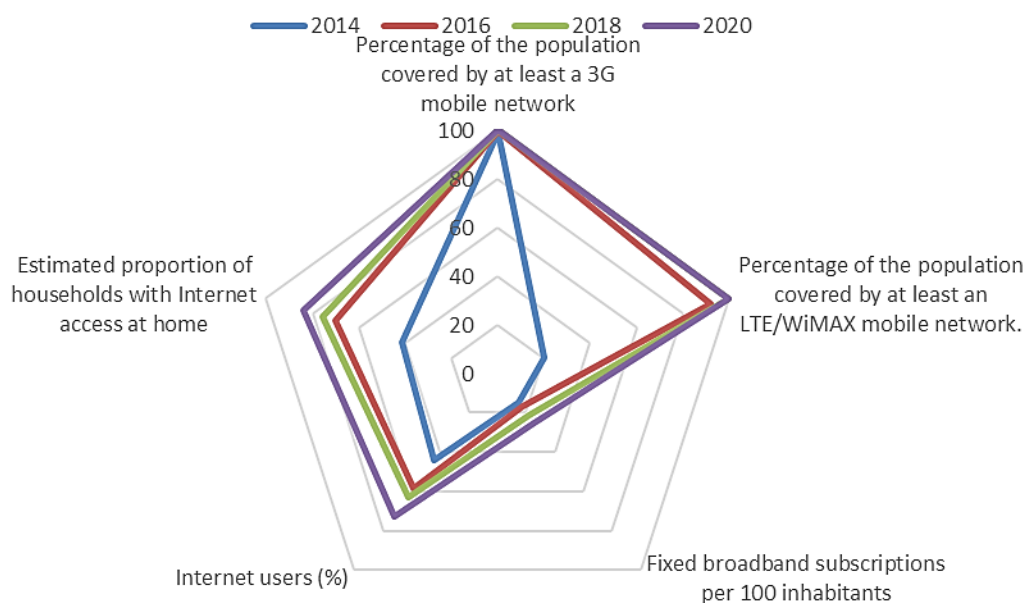 2014 2016 2018 2020
Percentage of the population
covered by at least a 3G
mobile network
100
80
60
40
20
0
Percentage of the population
covered by at least an
LTE/WiMAX mobile network.
Fixed broadband subscriptions
per 100 inhabitants
Internet users (%)
Estimated proportion of
households with Internet
access at home